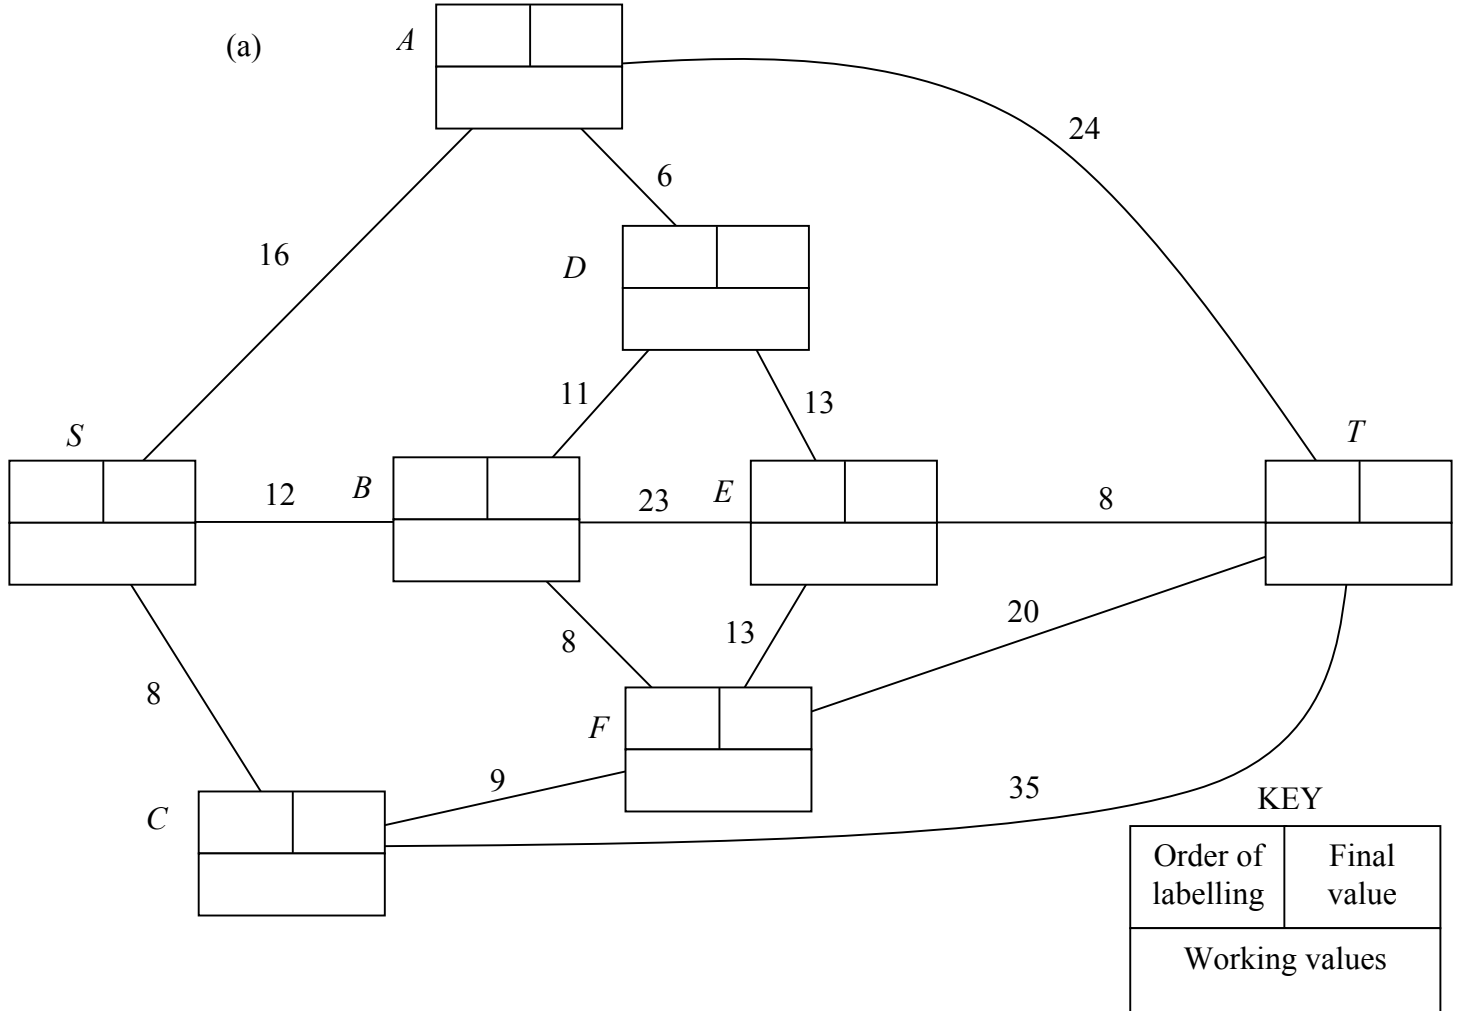 (a)
A
24
6
16
D
11
13
S
T
12
B
23
E
8
8
13
20
8
F
9
35
C
KEY
Order of labelling
Final value
Working values